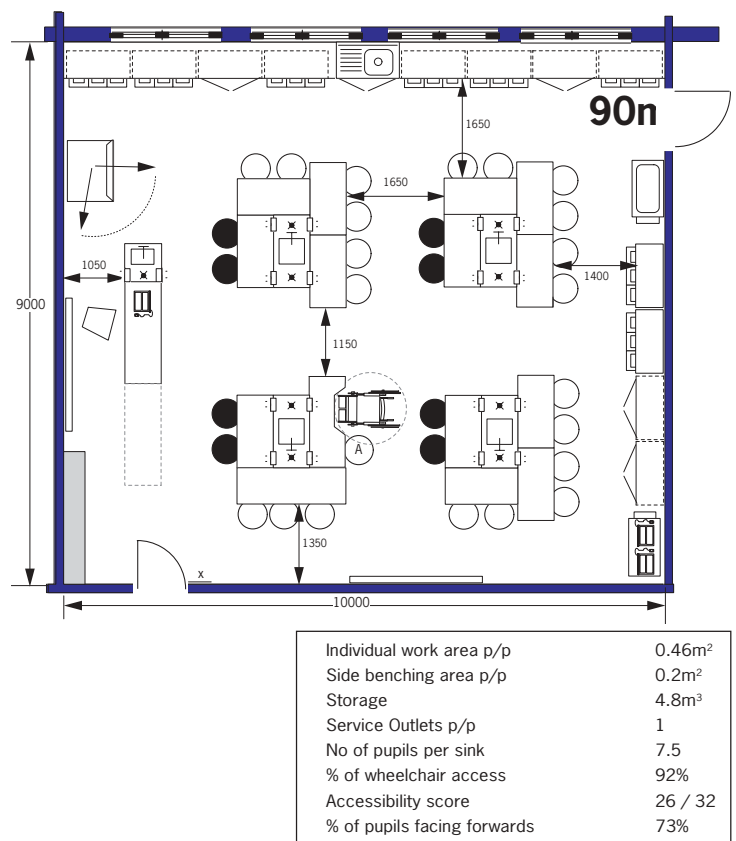 90m
1650
1650
1050
1400
9000
1150
A
1350
x
10000
Individual work area p/p 0.46m²
Side benching area p/p 0.2m²
Storage 4.8m³
Service Outlets p/p 1
No of pupils per sink 7.5
% of wheelchair access 92%
Accessibility score 26 / 32
% of pupils facing forwards 73%